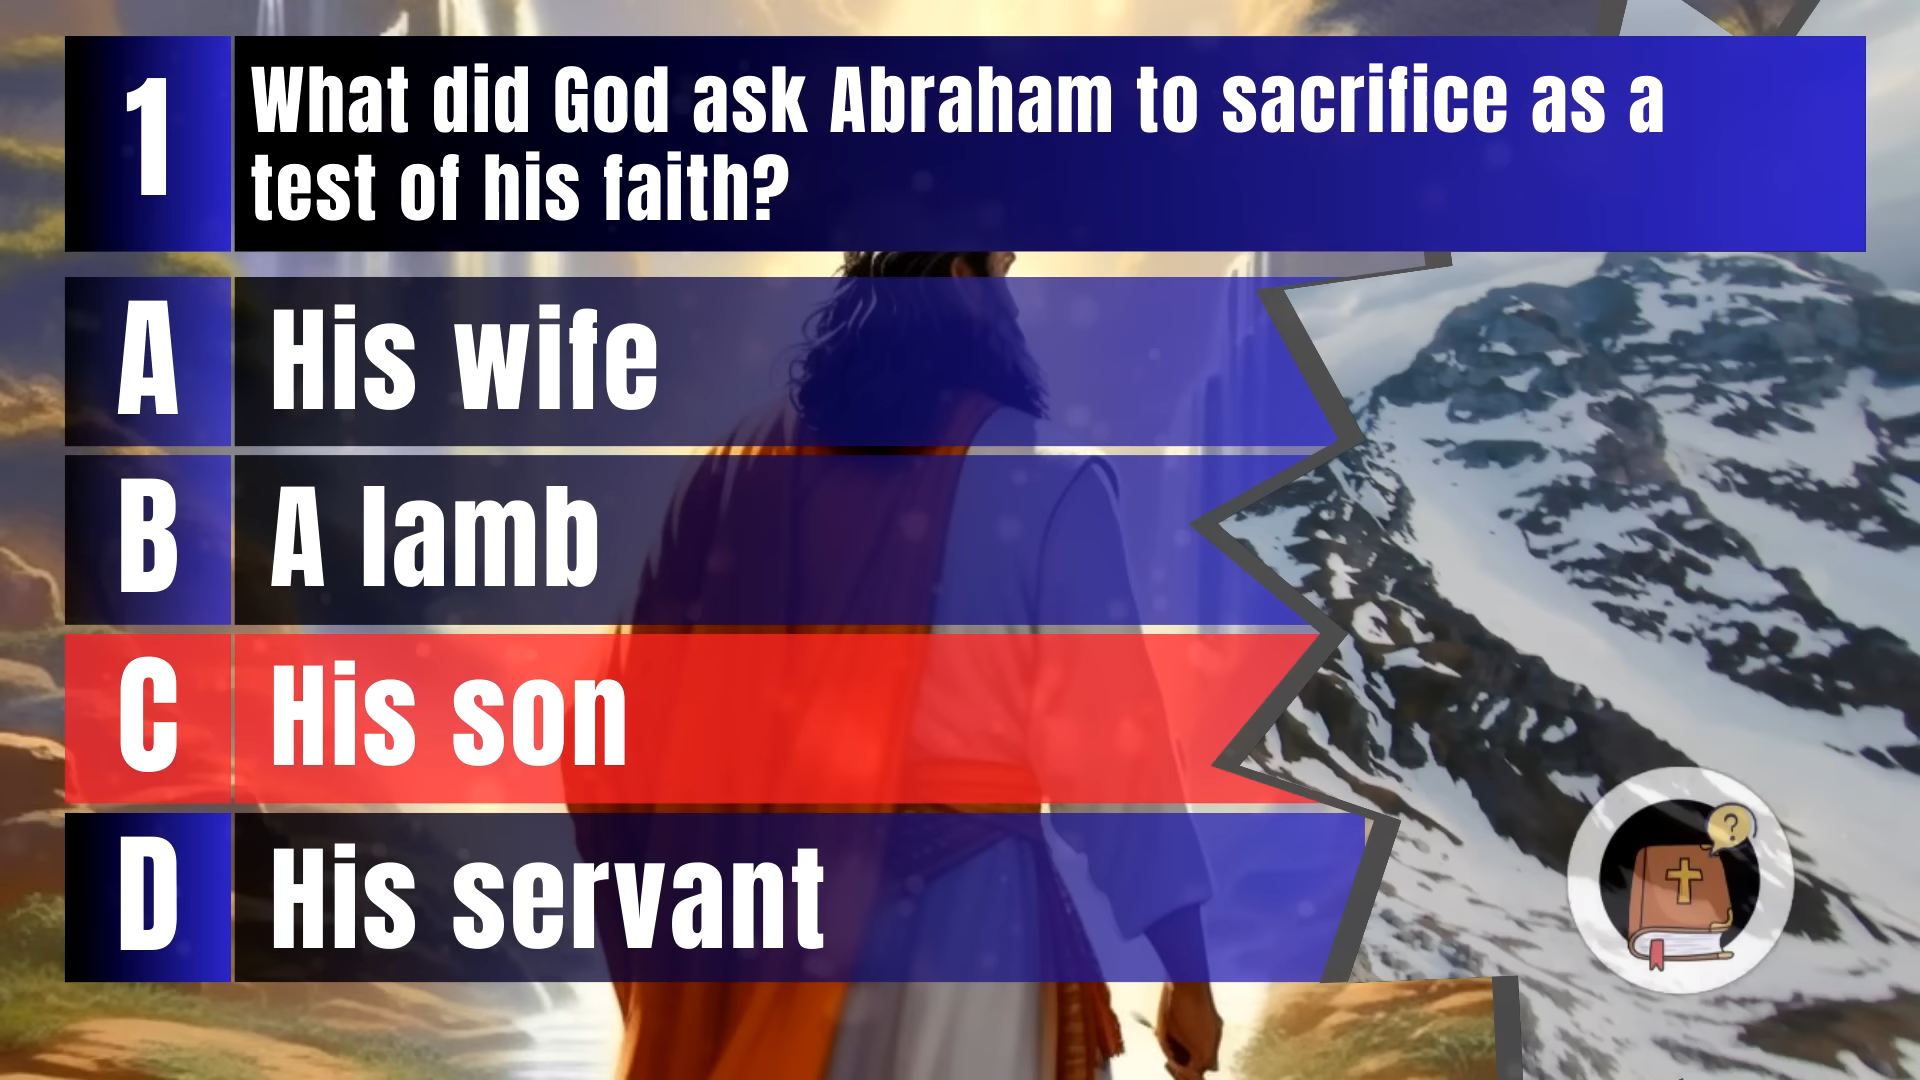 1
What did God ask Abraham to sacrifice as a
test of his faith?
A His wife
B A lamb
C His son
D His servant
?